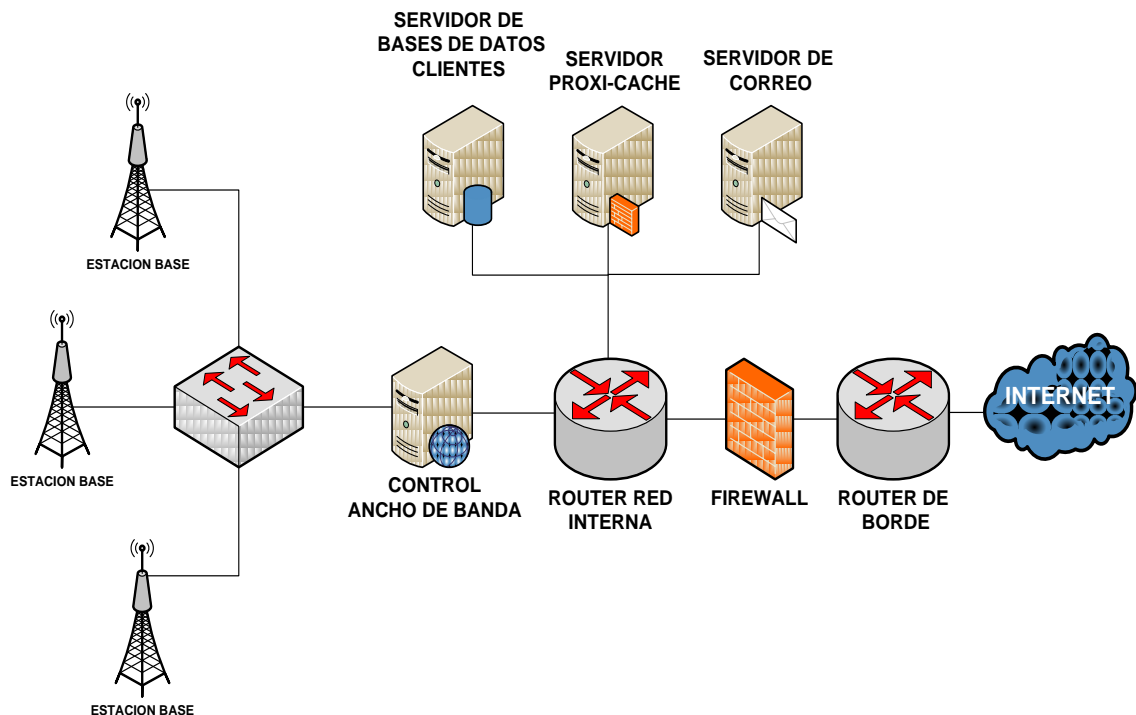 SERVIDOR DE
BASES DE DATOS
CLIENTES
SERVIDOR
PROXI-CACHE
SERVIDOR DE
CORREO
ESTACION BASE
ESTACION BASE
ESTACION BASE
CONTROL
ANCHO DE BANDA
ROUTER RED
INTERNA
FIREWALL
ROUTER DE
BORDE
INTERNET